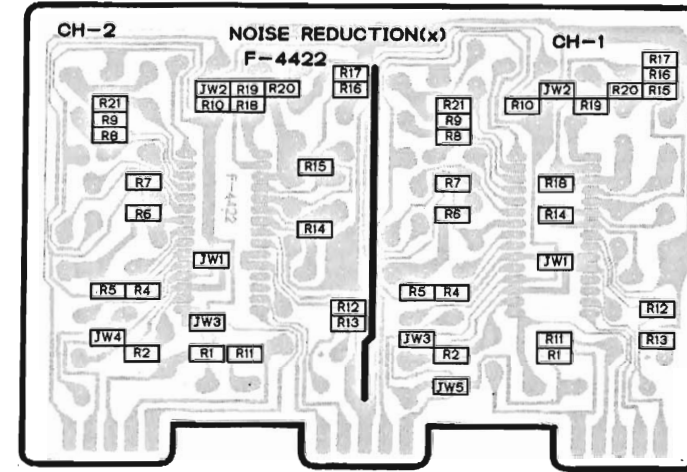 CH-2
NOISE REDUCTION(x)
F-4422
CH-1
R17
R16
JW2 R19 R20
R10 R18
R21
R9
R8
R15
R7
F-4422
R6
R14
JW1
R5 R4
R12
R13
JW3
JW4
R2
R1 R11
R17
R16
JW2 R20 R15
R10 R19
R21
R9
R8
R7
R18
R6
R14
JW1
R5 R4
R12
JW3
R11
R13
R2
R1
JW5